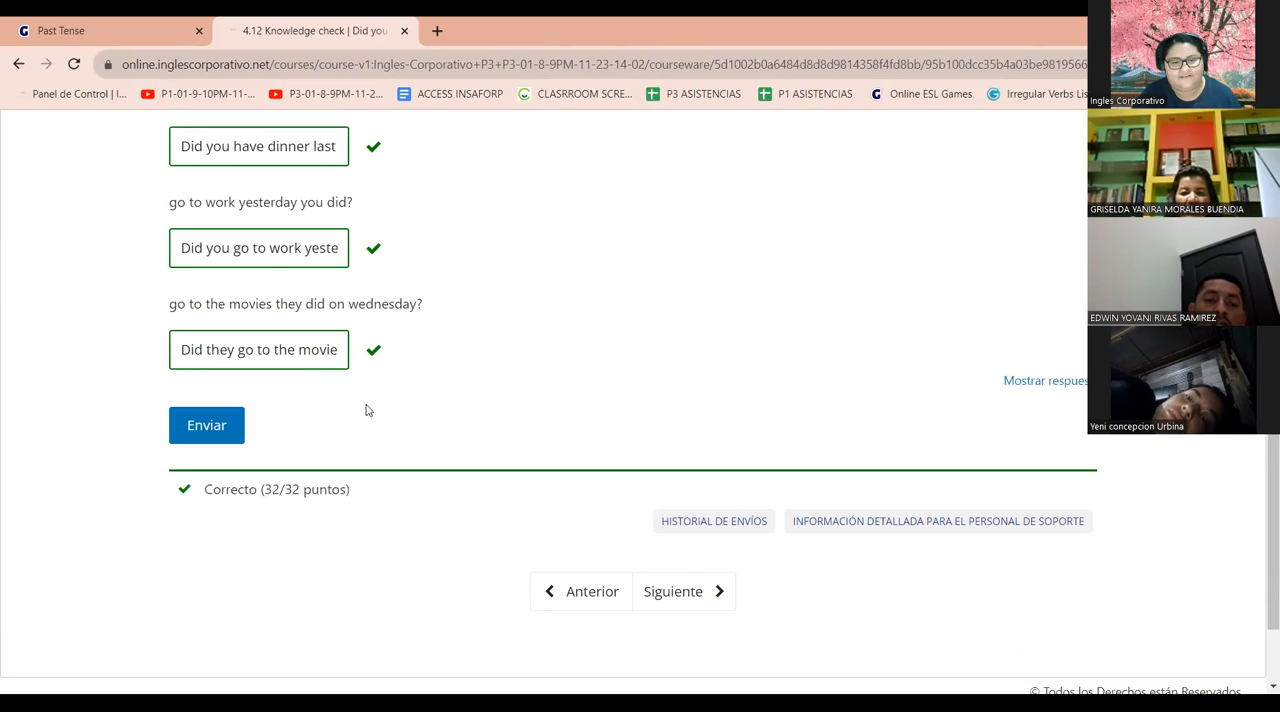 Past Tense
4.12 Knowledge check | Did you
online.inglescorporativo.net/courses/course-v1:Ingles-Corporativo+P3+P3-01-8-9PM-11-23-14-02/courseware/5d1002b0a6484d8d8d9814358f4fd8bb/95b100dcc35b4a03be9819566
Panel de Control | I...
P1-01-9-10PM-11-...
P3-01-8-9PM-11-2...
ACCESS INSAFORP
CLASRROOM SCRE...
P3 ASISTENCIAS
P1 ASISTENCIAS
Online ESL Games
Irregular Verbs Lis
Ingles Corporativo
Did you have dinner last
go to work yesterday you did?
GRISELDA YANIRA MORALES BUENDIA
Did you go to work yeste
go to the movies they did on wednesday?
EDWIN YOVANI RIVAS RAMIREZ
Did they go to the movie
Mostrar respues
Enviar
Yeni concepcion Urbina
Correcto (32/32 puntos)
HISTORIAL DE ENVÍOS
INFORMACIÓN DETALLADA PARA EL PERSONAL DE SOPORTE
Anterior
Siguiente
© Todos los Derechos están Reservados